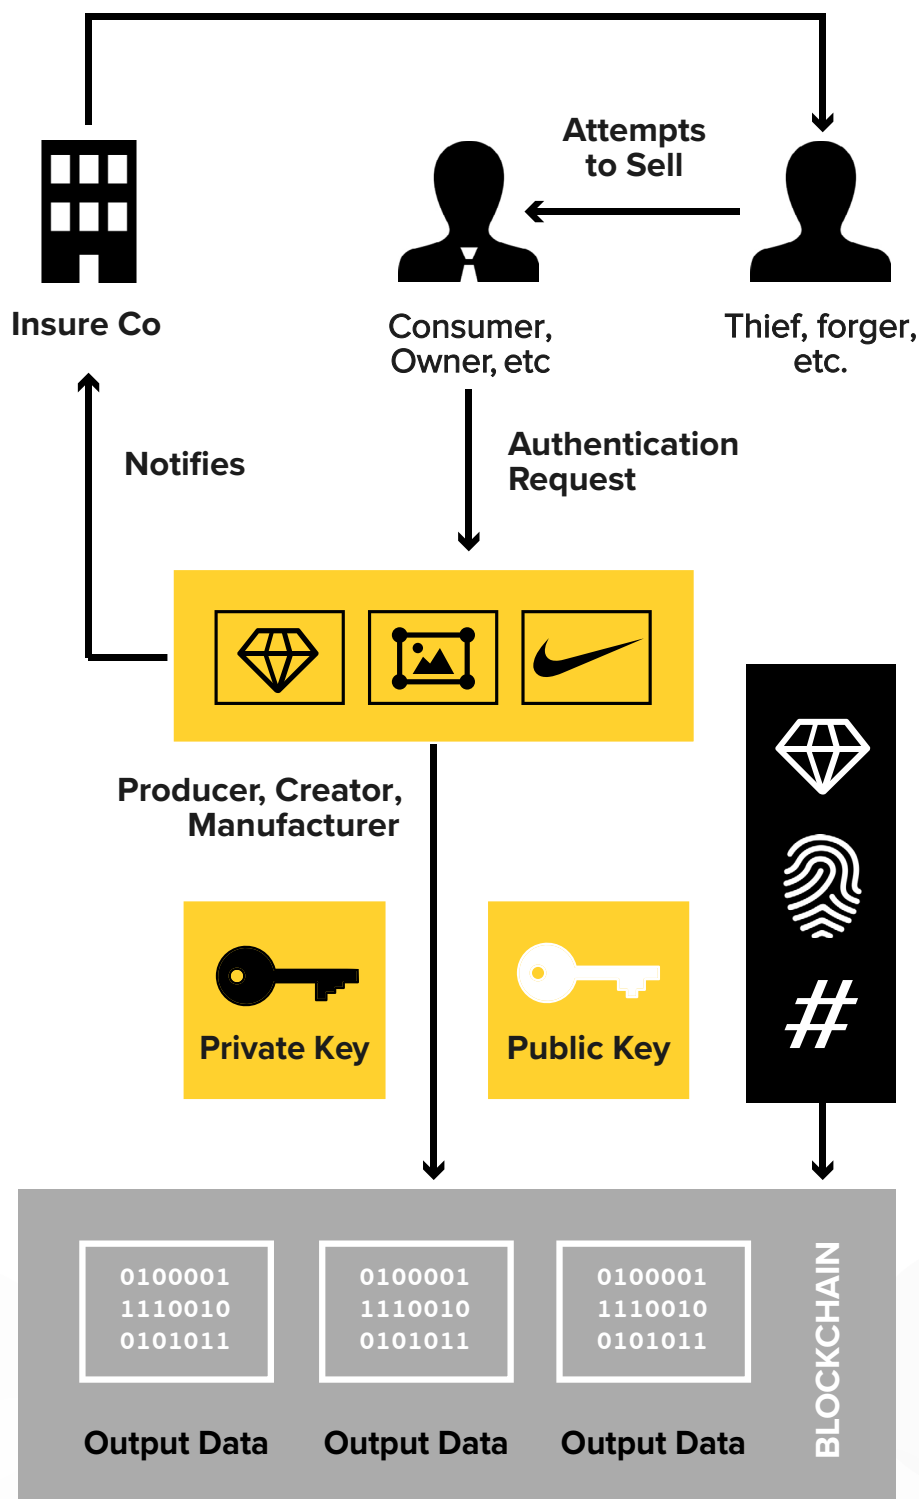 Attempts
to Sell
Insure Co
Consumer,
Owner, etc
Thief, forger,
etc.
Notifies
Authentication
Request
Producer, Creator,
Manufacturer
Private Key
Public Key
#
0100001
1110010
0101011
0100001
1110010
0101011
0100001
1110010
0101011
Output Data
Output Data
Output Data
BLOCKCHAIN